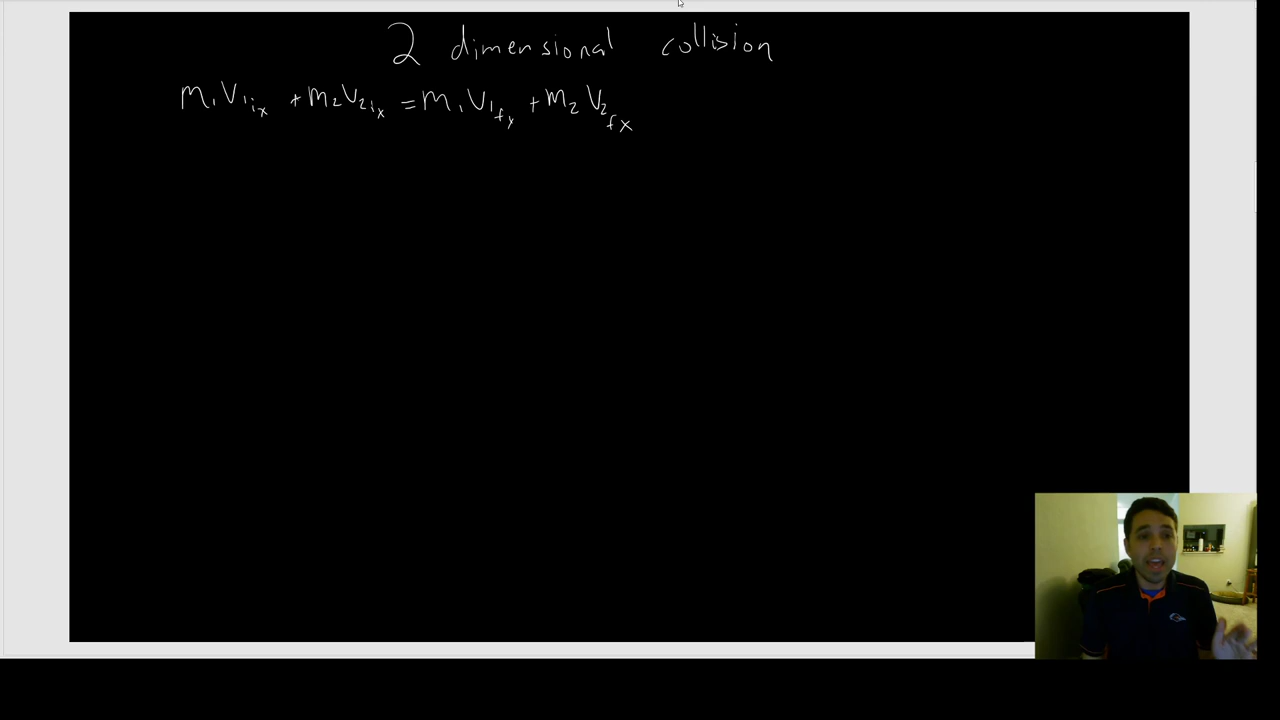 2 dimensional collision
m₁V₁ᵢₓ + m₂V₂ᵢₓ = m₁V₁fₓ + m₂V₂fₓ